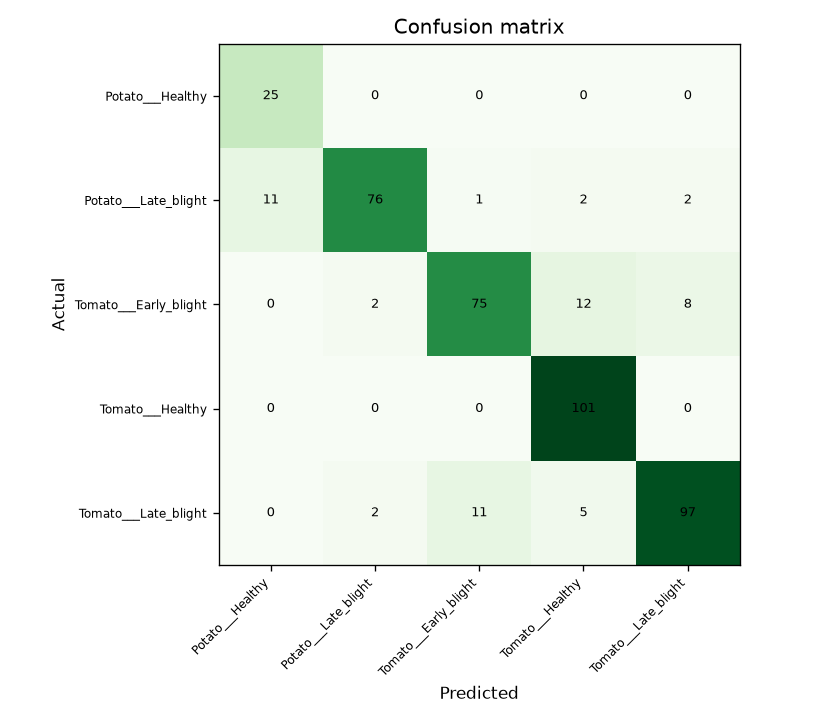 Confusion matrix
Actual
Potato___Healthy 25 0 0 0 0
Potato___Late_blight 11 76 1 2 2
Tomato___Early_blight 0 2 75 12 8
Tomato___Healthy 0 0 0 101 0
Tomato___Late_blight 0 2 11 5 97
Potato___Healthy
Potato___Late_blight
Tomato___Early_blight
Tomato___Healthy
Tomato___Late_blight
Predicted